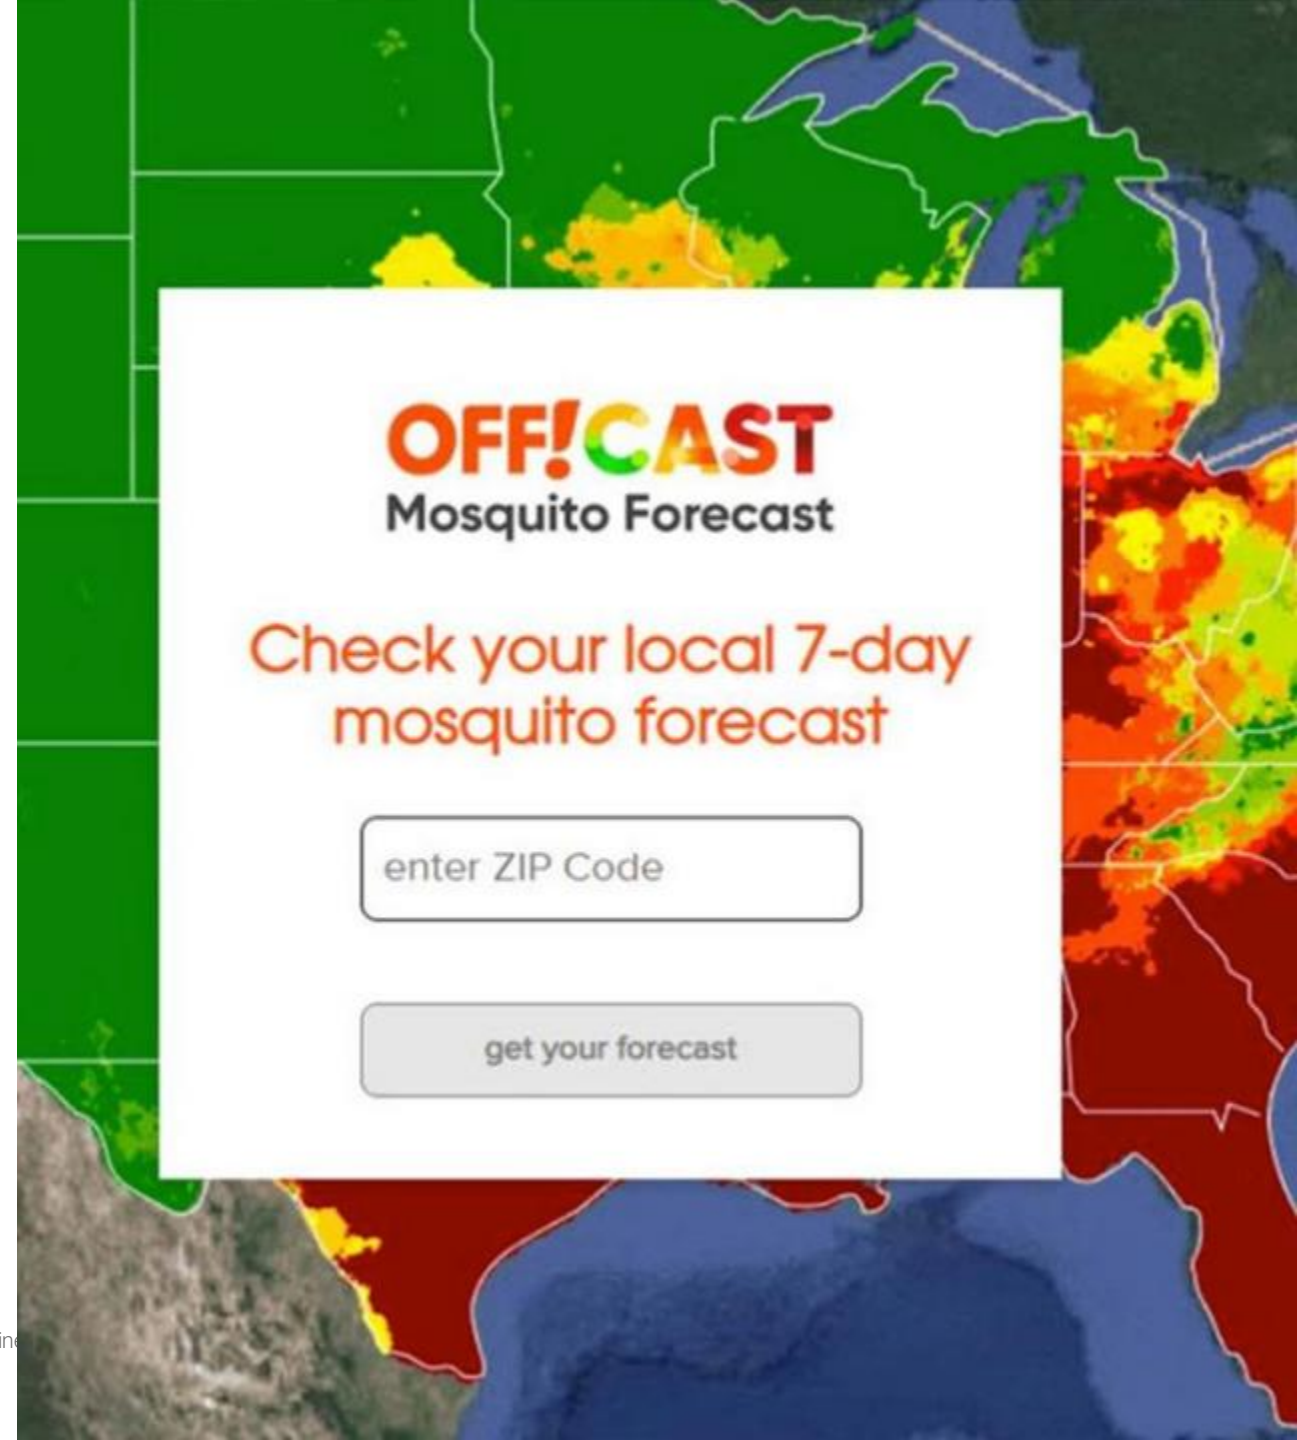 OFF!CAST
Mosquito Forecast
Check your local 7-day
mosquito forecast
enter ZIP Code
get your forecast